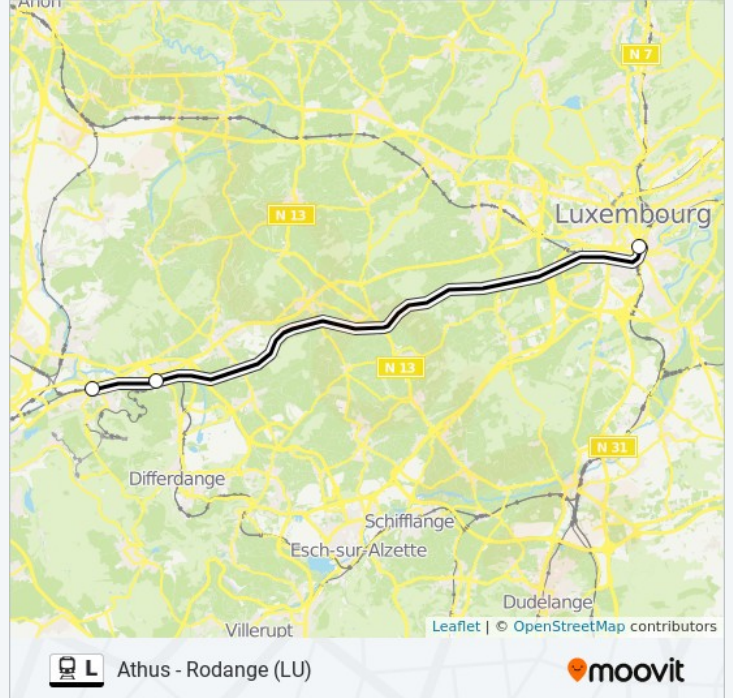 Arlon
N 7
N 13
Luxembourg
N 13
N 31
Differdange
Schifflange
Esch-sur-Alzette
Dudelange
Villerupt
Leaflet | © OpenStreetMap contributors
L Athus - Rodange (LU)
moovit